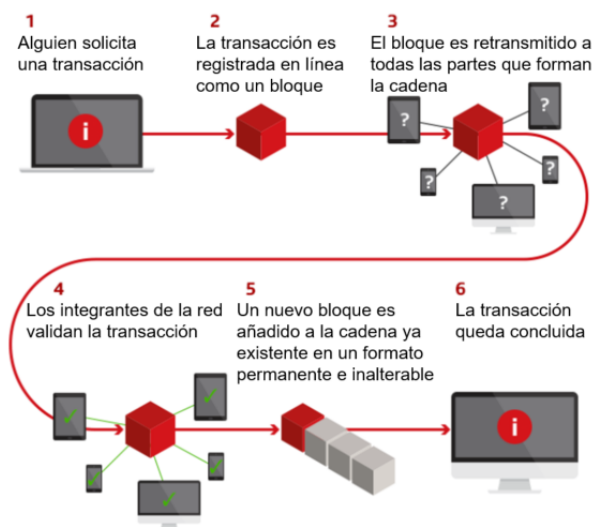 1
Alguien solicita
una transacción
2
La transacción es
registrada en línea
como un bloque
3
El bloque es retransmitido a
todas las partes que forman
la cadena
i
?
?
?
?
?
4
Los integrantes de la red
validan la transacción
5
Un nuevo bloque es
añadido a la cadena ya
existente en un formato
permanente e inalterable
6
La transacción
queda concluida
i